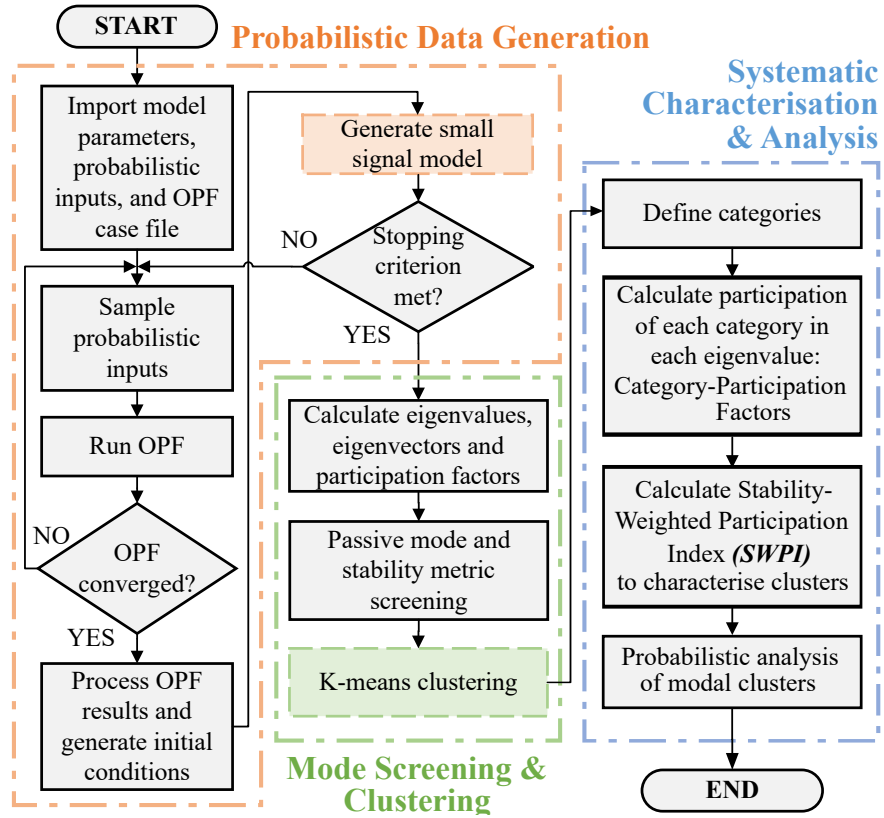 START
Probabilistic Data Generation
Import model
parameters,
probabilistic
inputs, and OPF
case file
Sample
probabilistic
inputs
Run OPF
NO
OPF
converged?
YES
Process OPF
results and
generate initial
conditions
Generate small
signal model
NO
Stopping
criterion
met?
YES
Calculate eigenvalues,
eigenvectors and
participation factors
Passive mode and
stability metric
screening
K-means clustering
Mode Screening &
Clustering
Systematic
Characterisation
& Analysis
Define categories
Calculate participation
of each category in
each eigenvalue:
Category-Participation
Factors
Calculate Stability-
Weighted Participation
Index (SWPI)
to characterise clusters
Probabilistic analysis
of modal clusters
END